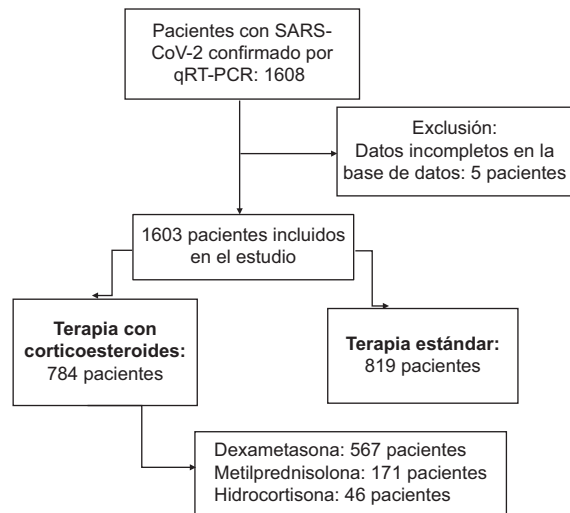 Pacientes con SARS-
CoV-2 confirmado por
qRT-PCR: 1608
Exclusión:
Datos incompletos en la
base de datos: 5 pacientes
1603 pacientes incluidos
en el estudio
Terapia con
corticoesteroides:
784 pacientes
Terapia estándar:
819 pacientes
Dexametasona: 567 pacientes
Metilprednisolona: 171 pacientes
Hidrocortisona: 46 pacientes